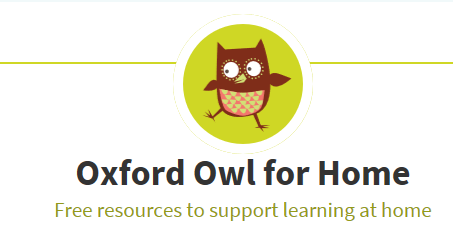 Oxford Owl for Home
Free resources to support learning at home